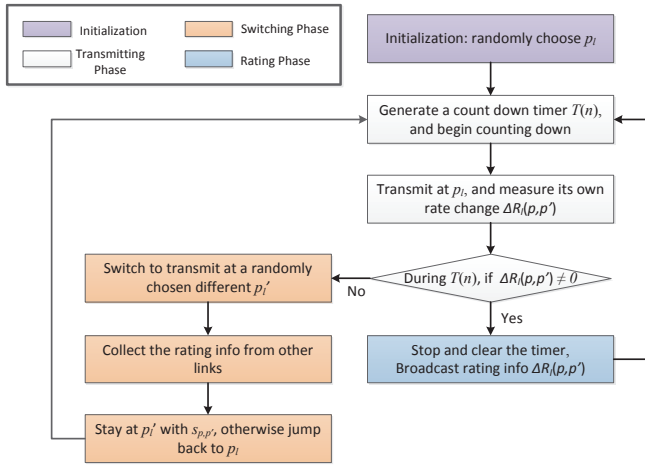 Initialization
Switching Phase
Transmitting
Phase
Rating Phase
Initialization: randomly choose pₗ
Generate a count down timer T(n),
and begin counting down
Transmit at pₗ, and measure its own
rate change ΔRₗ(p,p′)
During T(n), if ΔRₗ(p,p′) ≠ 0
No
Yes
Switch to transmit at a randomly
chosen different pₗ′
Collect the rating info from other
links
Stay at pₗ′ with sₚ,ₚ′, otherwise jump
back to pₗ
Stop and clear the timer,
Broadcast rating info ΔRₗ(p,p′)